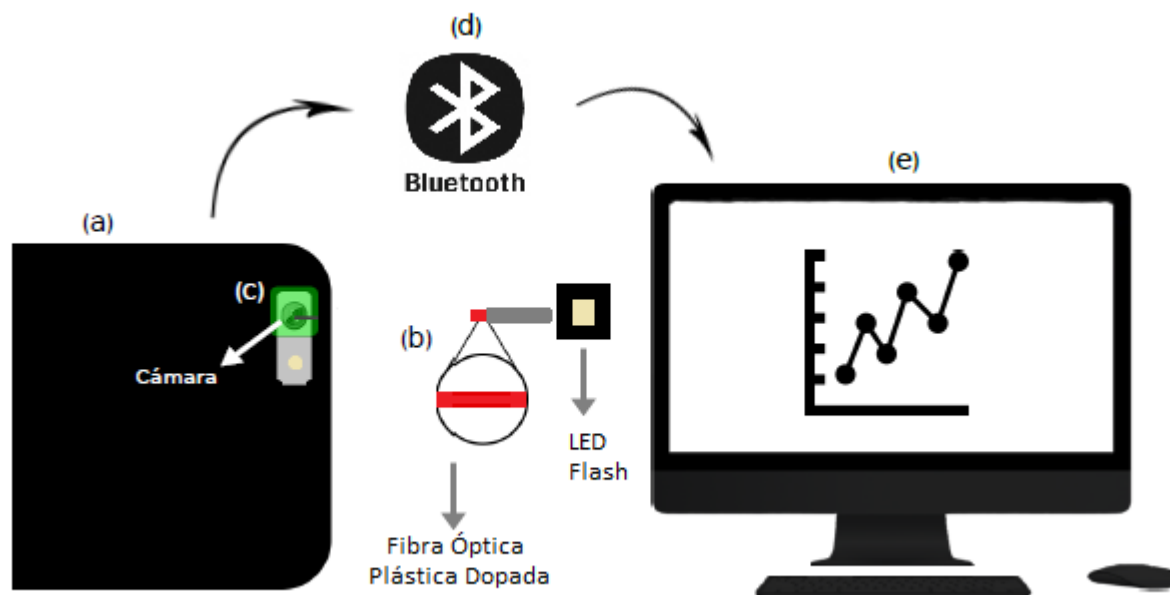 (d)
Bluetooth
(e)
(a)
(c)
Cámara
(b)
LED
Flash
Fibra Óptica
Plástica Dopada